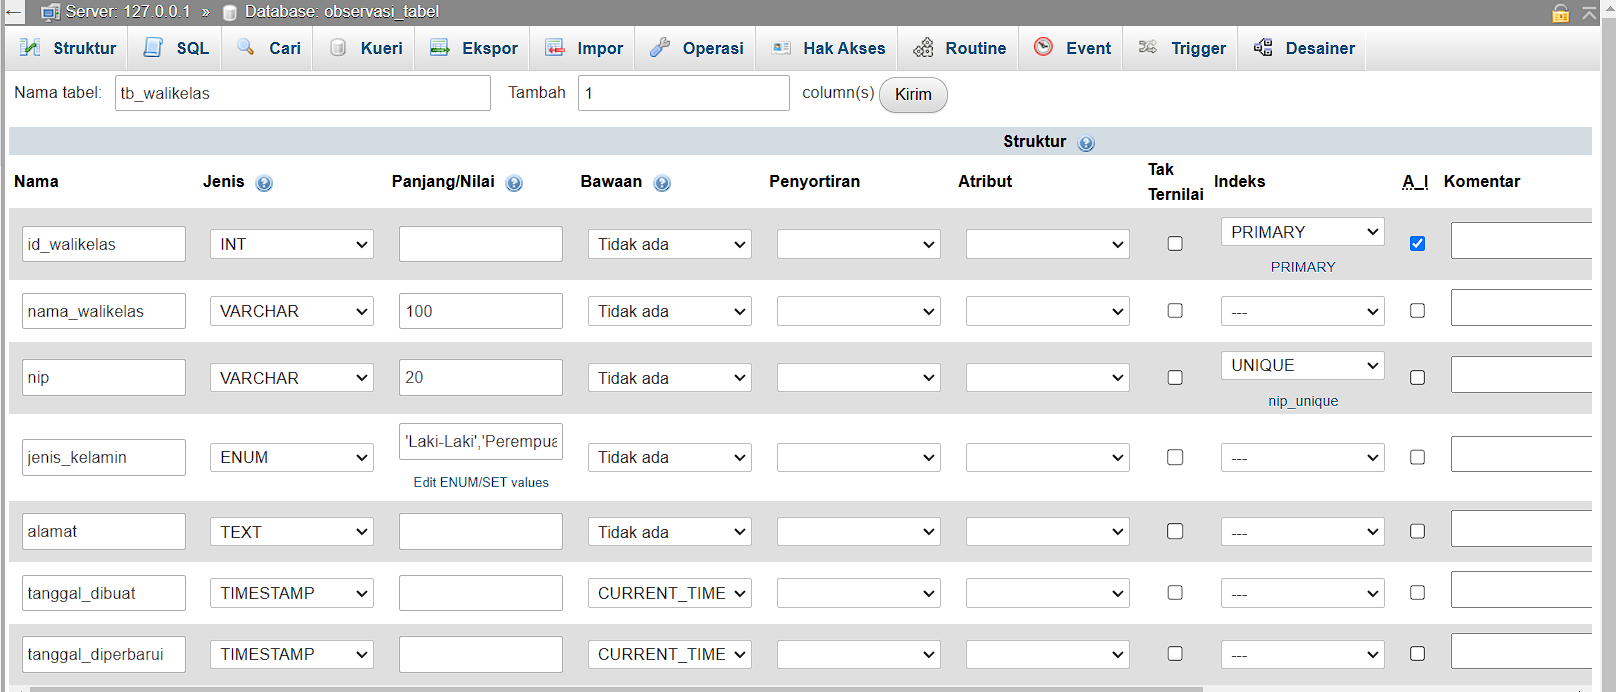 Server: 127.0.0.1 » Database: observasi_tabel
Struktur SQL Cari Kueri Ekspor Impor Operasi Hak Akses Routine Event Trigger Desainer
Nama tabel: tb_walikelas Tambah 1 column(s) Kirim
Struktur
Nama Jenis Panjang/Nilai Bawaan Penyortiran Atribut Tak Ternilai Indeks A_I Komentar
id_walikelas INT Tidak ada PRIMARY
PRIMARY
nama_walikelas VARCHAR 100 Tidak ada ---
nip VARCHAR 20 Tidak ada UNIQUE
nip_unique
jenis_kelamin ENUM 'Laki-Laki','Perempua Tidak ada ---
Edit ENUM/SET values
alamat TEXT Tidak ada ---
tanggal_dibuat TIMESTAMP CURRENT_TIME ---
tanggal_diperbarui TIMESTAMP CURRENT_TIME ---